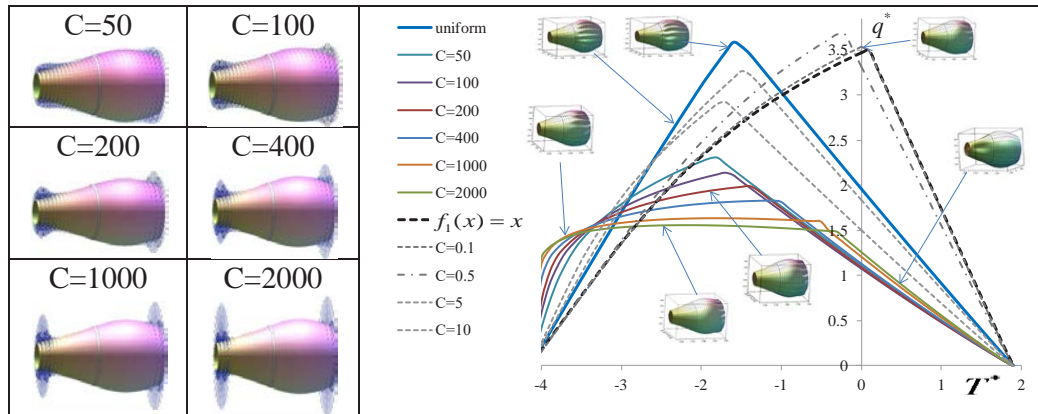 C=50 C=100
C=200 C=400
C=1000 C=2000
uniform
C=50
C=100
C=200
C=400
C=1000
C=2000
f₁(x) = x
C=0.1
C=0.5
C=5
C=10
q*
3.5
3
2.5
2
1.5
1
0.5
0
-4 -3 -2 -1 0 1 2
T*